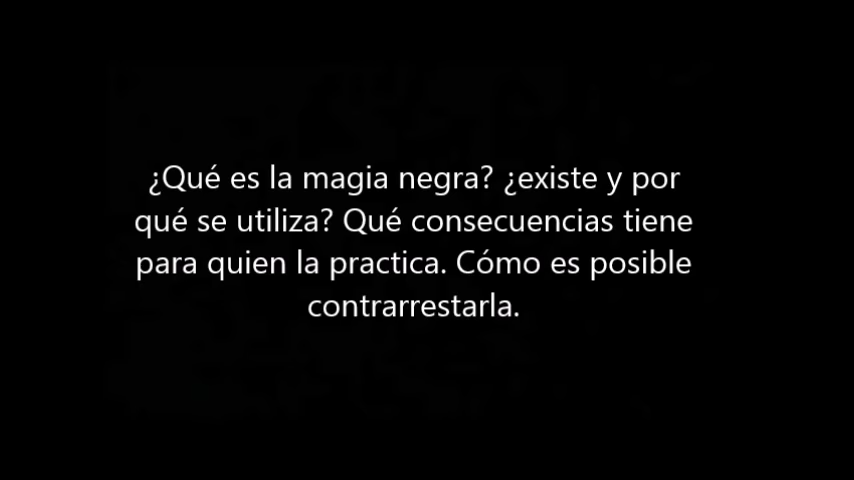 ¿Qué es la magia negra? ¿existe y por
qué se utiliza? Qué consecuencias tiene
para quien la practica. Cómo es posible
contrarrestarla.